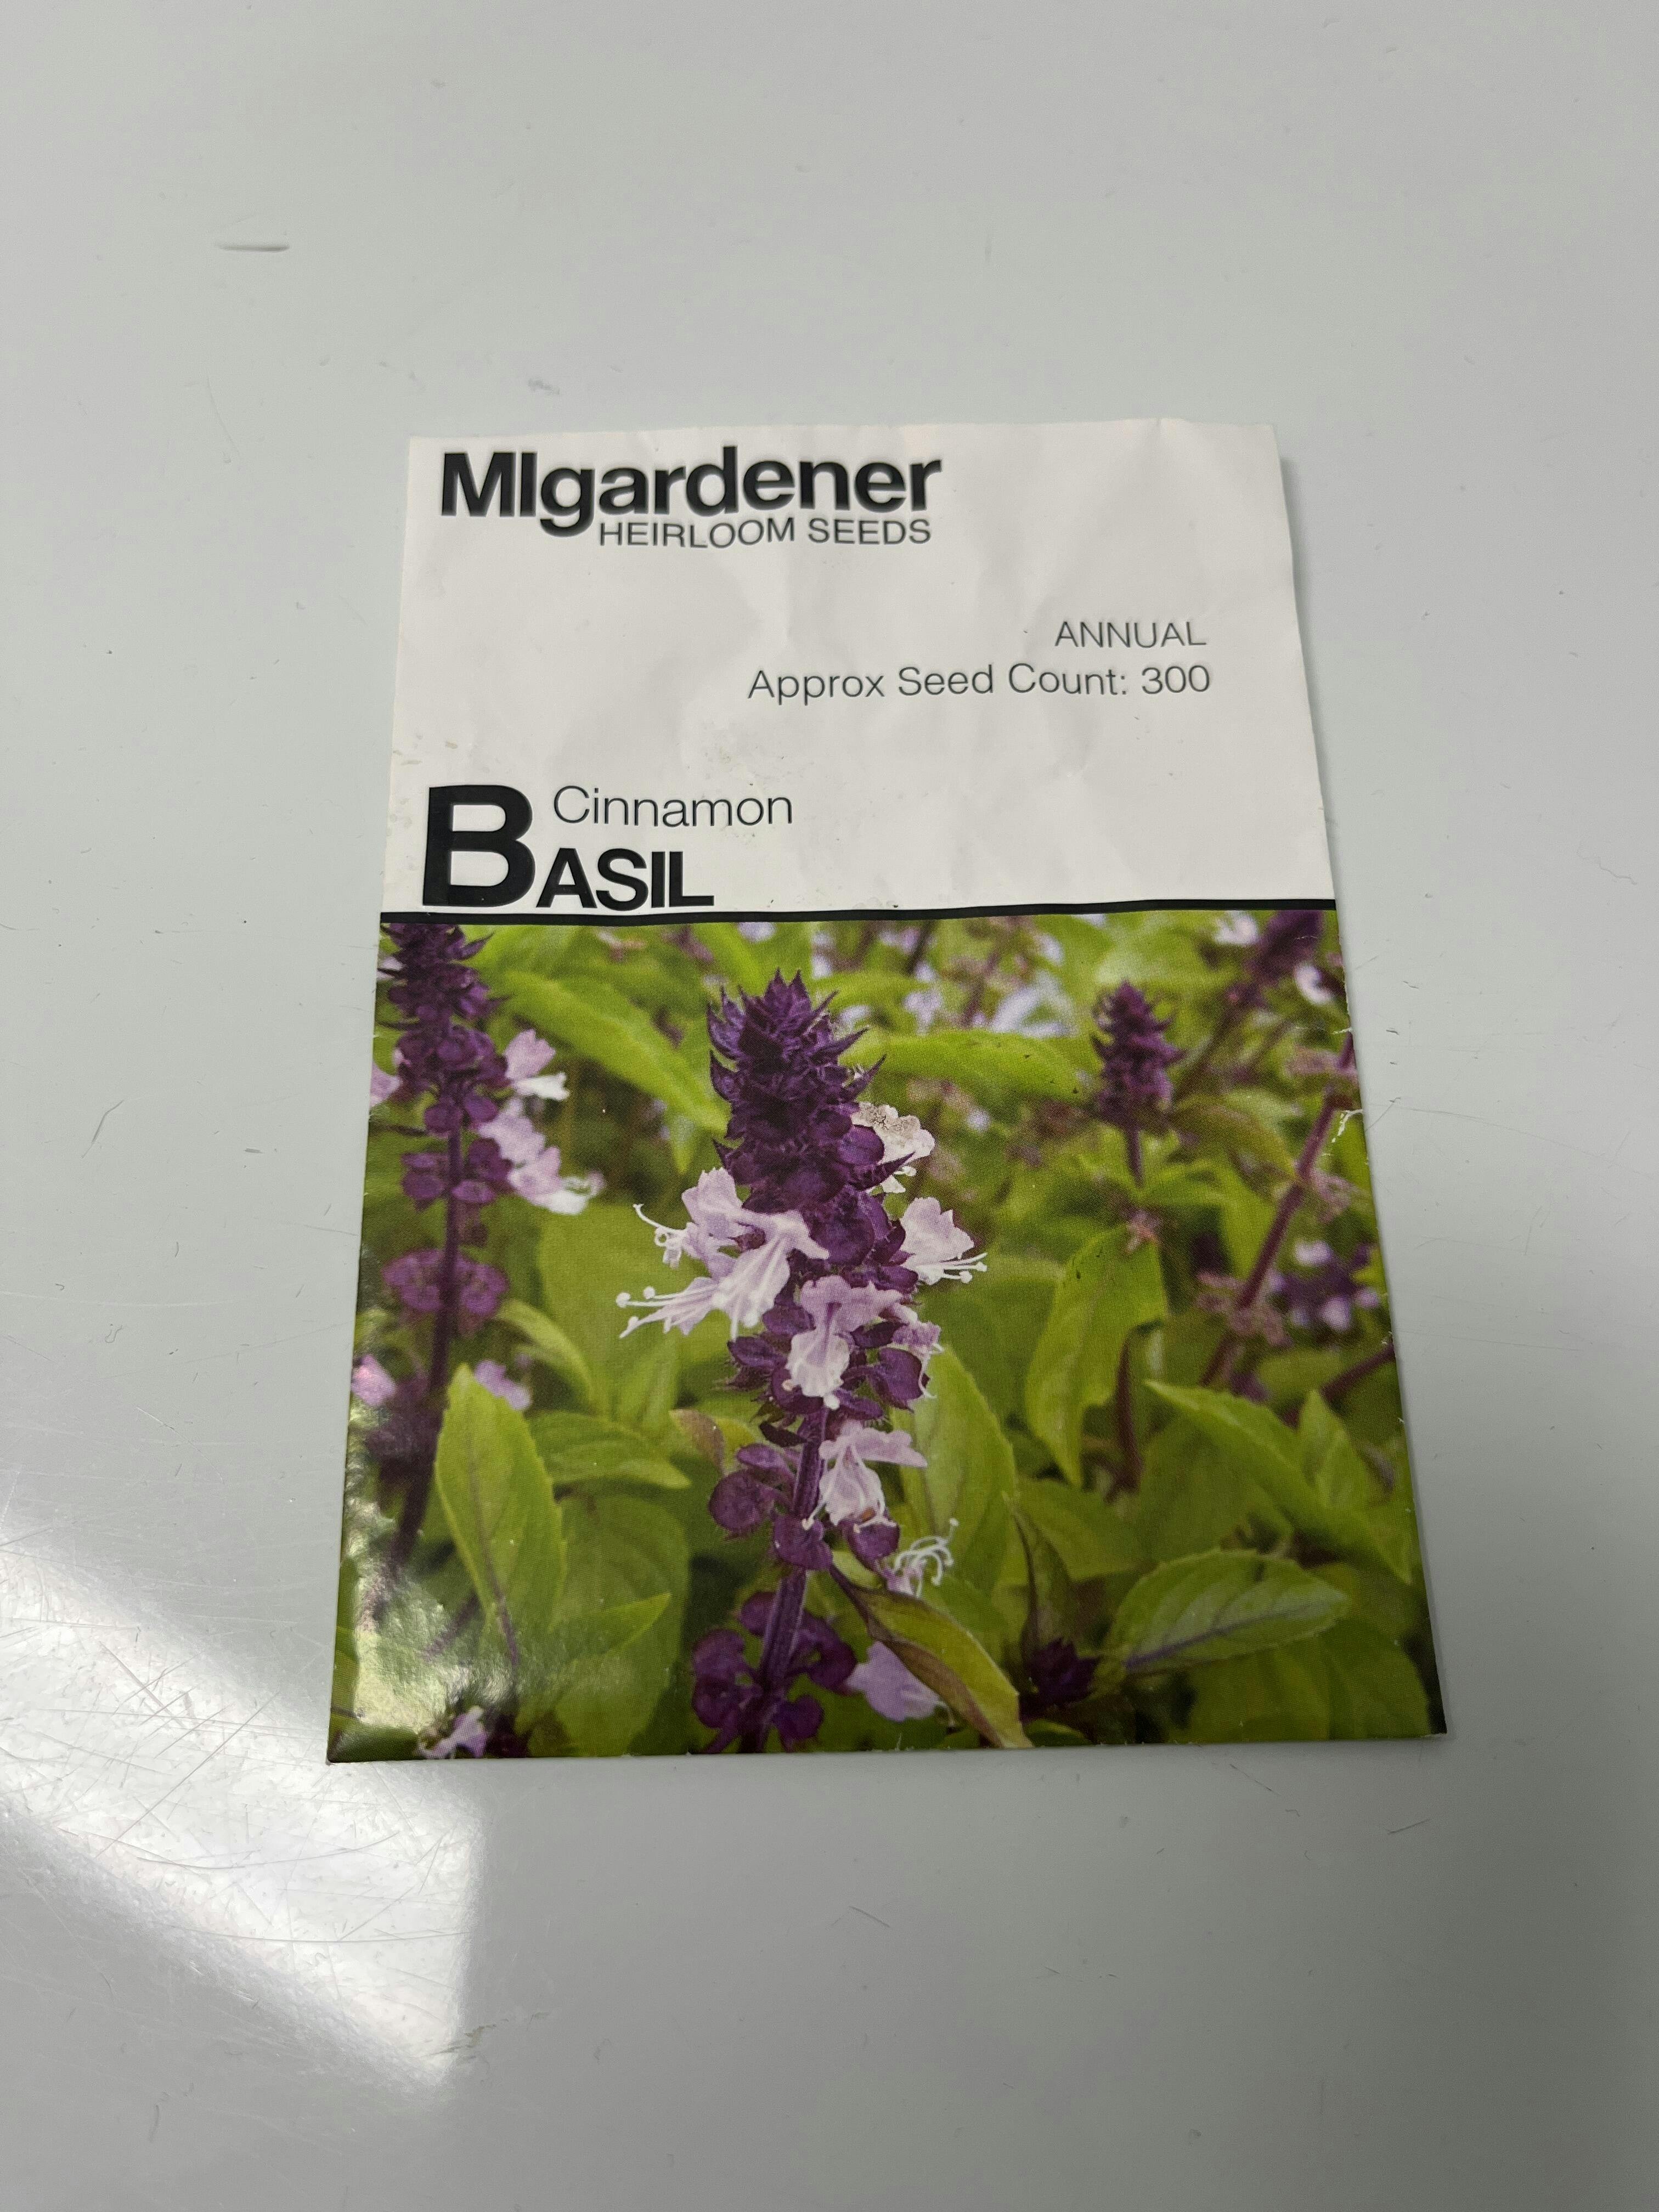 MIgardener
HEIRLOOM SEEDS
ANNUAL
Approx Seed Count: 300
Cinnamon
BASIL